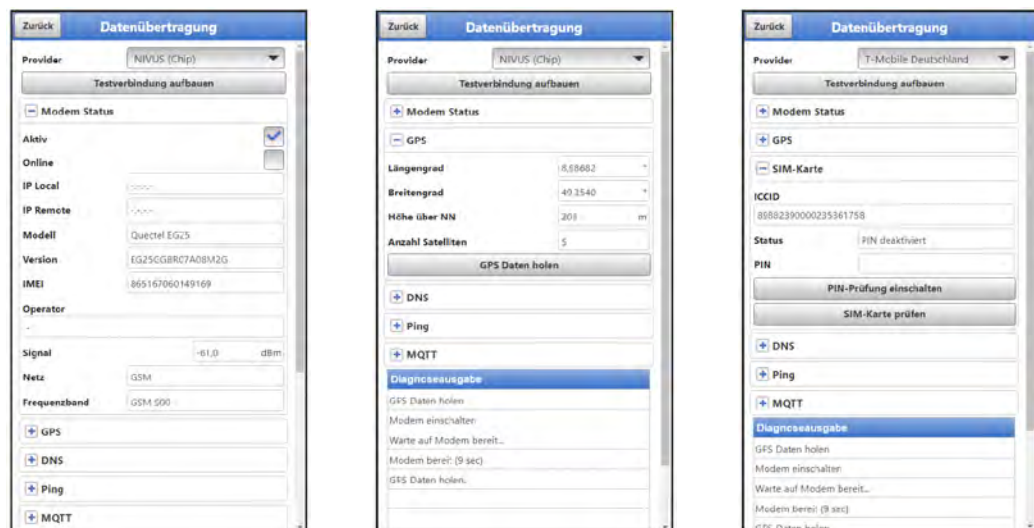 Zurück Datenübertragung
Provider NIVUS (Chip)
Testverbindung aufbauen
Modem Status
Aktiv
Online
IP Local -.-.-.-
IP Remote -.-.-.-
Modell Quectel EG25
Version EG25GGBR07A08M2G
IMEI 865167060149169
Operator
-
Signal -61,0 dBm
Netz GSM
Frequenzband GSM 900
GPS
DNS
Ping
MQTT
Zurück Datenübertragung
Provider NIVUS (Chip)
Testverbindung aufbauen
Modem Status
GPS
Längengrad 8,58682 °
Breitengrad 49,2540 °
Höhe über NN 203 m
Anzahl Satelliten 5
GPS Daten holen
DNS
Ping
MQTT
Diagnoseausgabe
GPS Daten holen
Modem einschalten
Warte auf Modem bereit...
Modem bereit (9 sec)
GPS Daten holen.
Zurück Datenübertragung
Provider T-Mobile Deutschland
Testverbindung aufbauen
Modem Status
GPS
SIM-Karte
ICCID
89882390000235361758
Status PIN deaktiviert
PIN
PIN-Prüfung einschalten
SIM-Karte prüfen
DNS
Ping
MQTT
Diagnoseausgabe
GPS Daten holen
Modem einschalten
Warte auf Modem bereit...
Modem bereit (9 sec)
GPS Daten holen